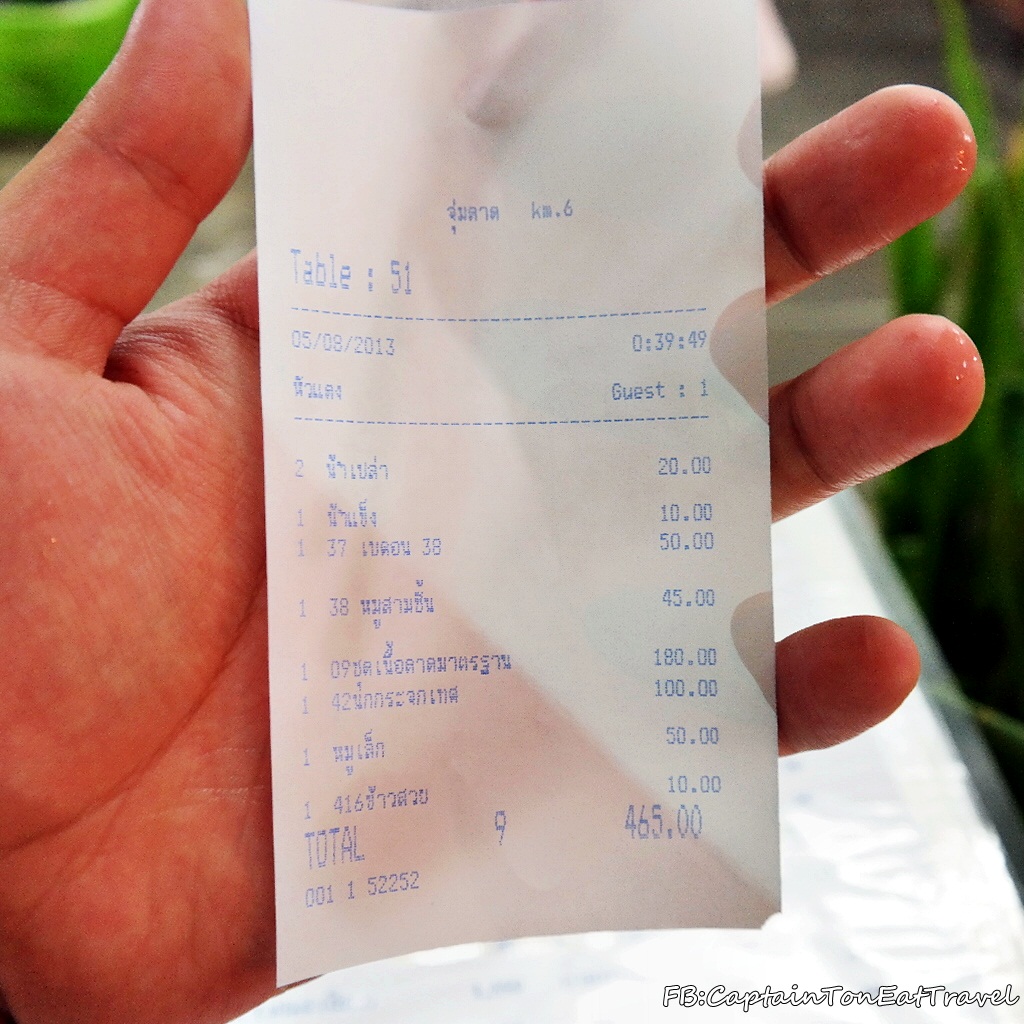 จุ่มดาด km.6
Table : 51
05/08/2013 0:39:49
หัวแดง Guest : 1
2 น้ำเปล่า 20.00
1 น้ำแข็ง 10.00
1 37 เบคอน 38 50.00
1 38 หมูสามชั้น 45.00
1 09ชุดเนื้อดาดมาตรฐาน 180.00
1 42นกกระจกเทศ 100.00
1 หมูเล็ก 50.00
1 416ข้าวสวย 10.00
TOTAL 9 465.00
001 1 52252
FB:CaptainTonEatTravel